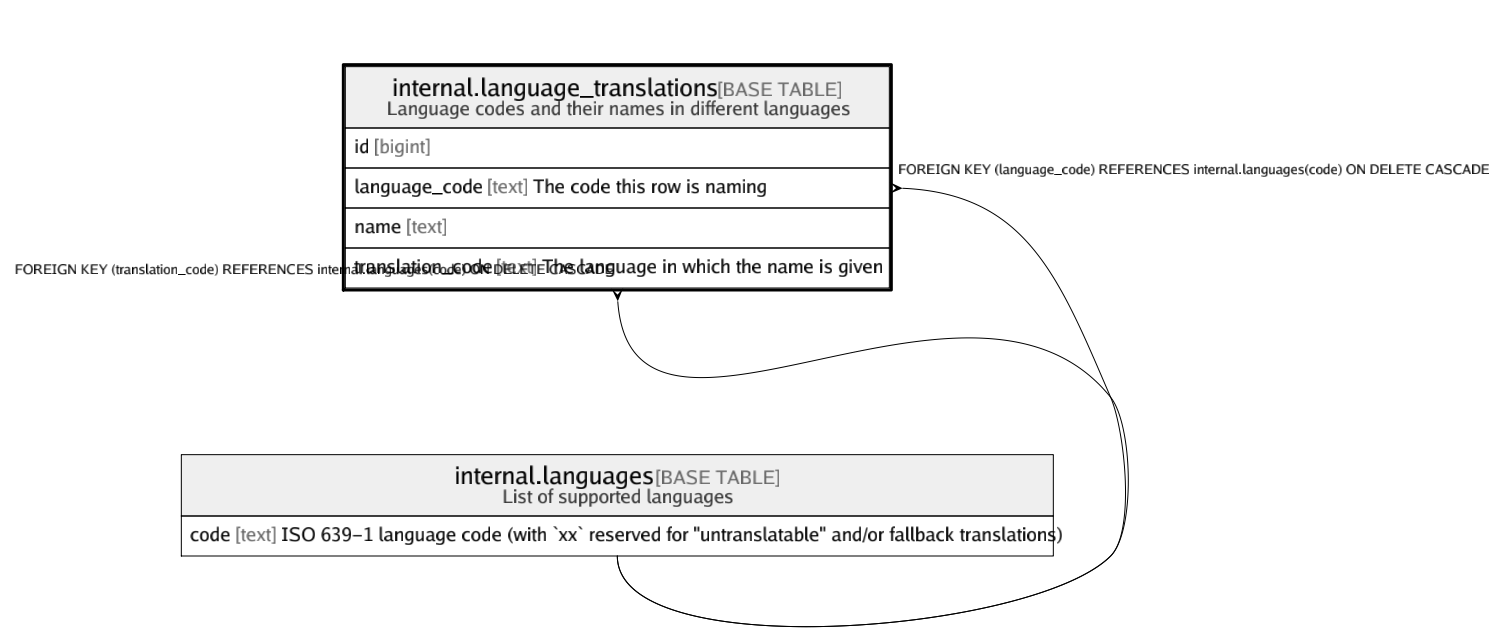 internal.language_translations[BASE TABLE]
Language codes and their names in different languages
id [bigint]
FOREIGN KEY (language_code) REFERENCES internal.languages(code) ON DELETE CASCADE
language_code [text] The code this row is naming
name [text]
translation_code [text] The language in which the name is given
FOREIGN KEY (translation_code) REFERENCES internal.languages(code) ON DELETE CASCADE
internal.languages[BASE TABLE]
List of supported languages
code [text] ISO 639-1 language code (with `xx` reserved for "untranslatable" and/or fallback translations)